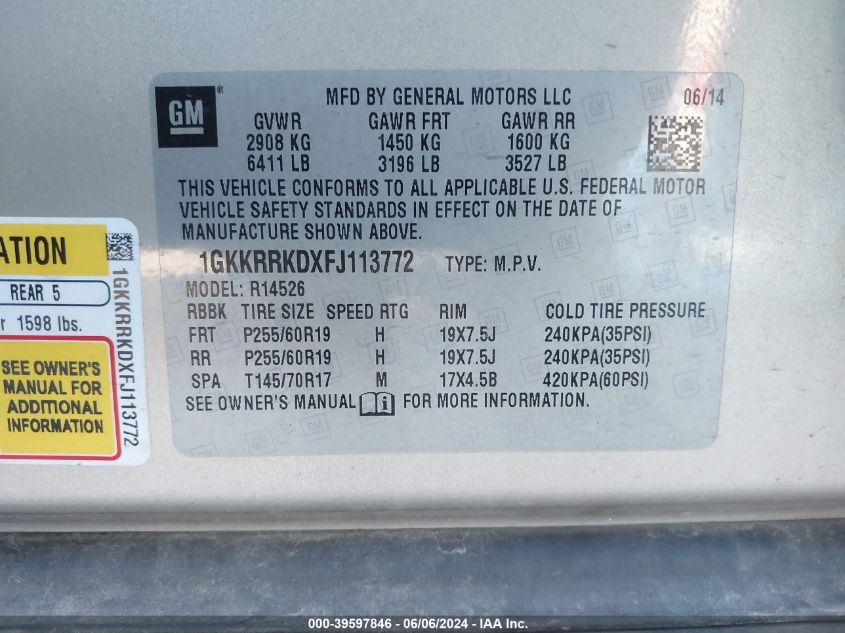 GM
MFD BY GENERAL MOTORS LLC 06/14
GVWR GAWR FRT GAWR RR
2908 KG 1450 KG 1600 KG
6411 LB 3196 LB 3527 LB
THIS VEHICLE CONFORMS TO ALL APPLICABLE U.S. FEDERAL MOTOR
VEHICLE SAFETY STANDARDS IN EFFECT ON THE DATE OF
MANUFACTURE SHOWN ABOVE.
1GKKRRKDXFJ113772 TYPE: M.P.V.
MODEL: R14526
RBBK TIRE SIZE SPEED RTG RIM COLD TIRE PRESSURE
FRT P255/60R19 H 19X7.5J 240KPA(35PSI)
RR P255/60R19 H 19X7.5J 240KPA(35PSI)
SPA T145/70R17 M 17X4.5B 420KPA(60PSI)
SEE OWNER'S MANUAL FOR MORE INFORMATION.
ATION
REAR 5
r 1598 lbs.
SEE OWNER'S
MANUAL FOR
ADDITIONAL
INFORMATION
1GKKRRKDXFJ113772
000-39597846 - 06/06/2024 - IAA Inc.